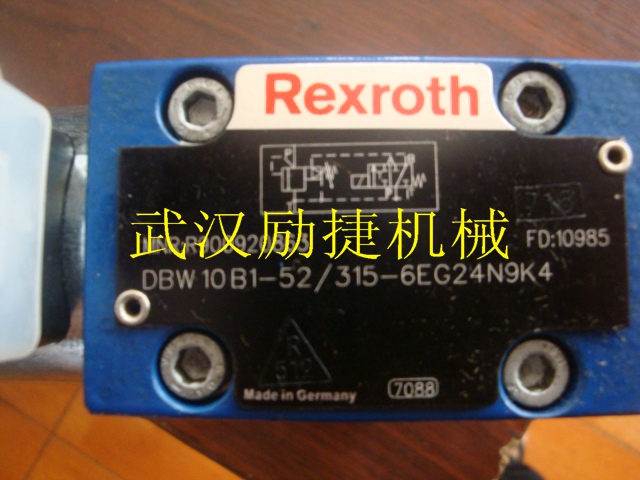 Rexroth
武汉励捷机械
FD:10985
DBW 10 B1-52/315-6EG24N9K4
Made in Germany
7088